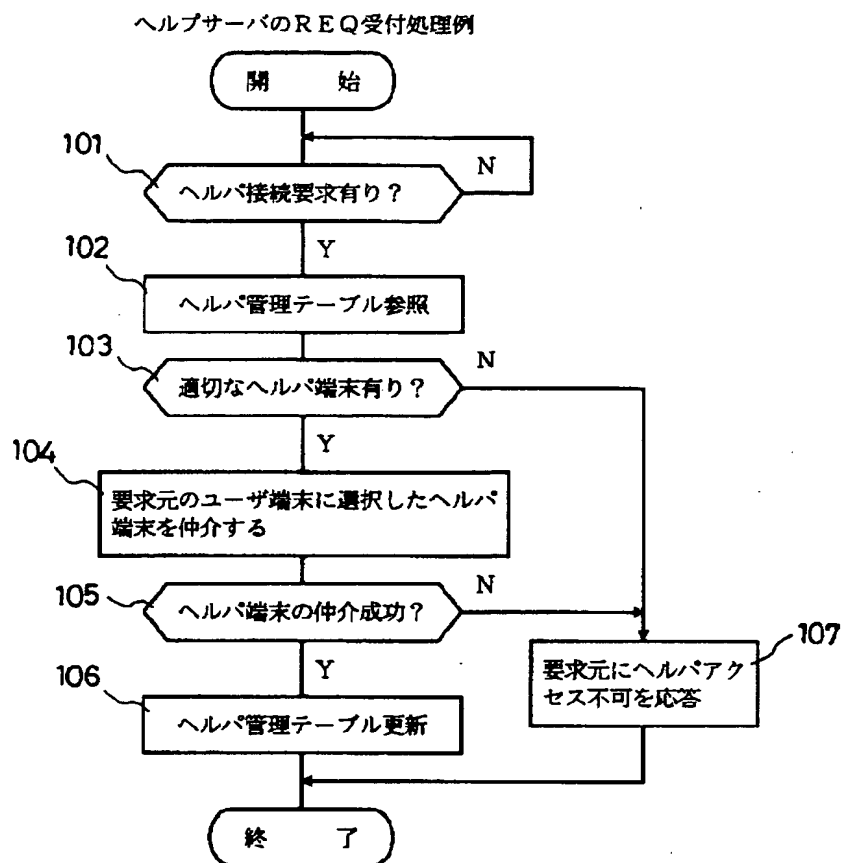 ヘルプサーバのREQ受付処理例
開 始
101
ヘルパ接続要求有り？
N
Y
102
ヘルパ管理テーブル参照
103
適切なヘルパ端末有り？
N
Y
104
要求元のユーザ端末に選択したヘルパ
端末を仲介する
105
ヘルパ端末の仲介成功？
N
Y
107
要求元にヘルパアク
セス不可を応答
106
ヘルパ管理テーブル更新
終 了